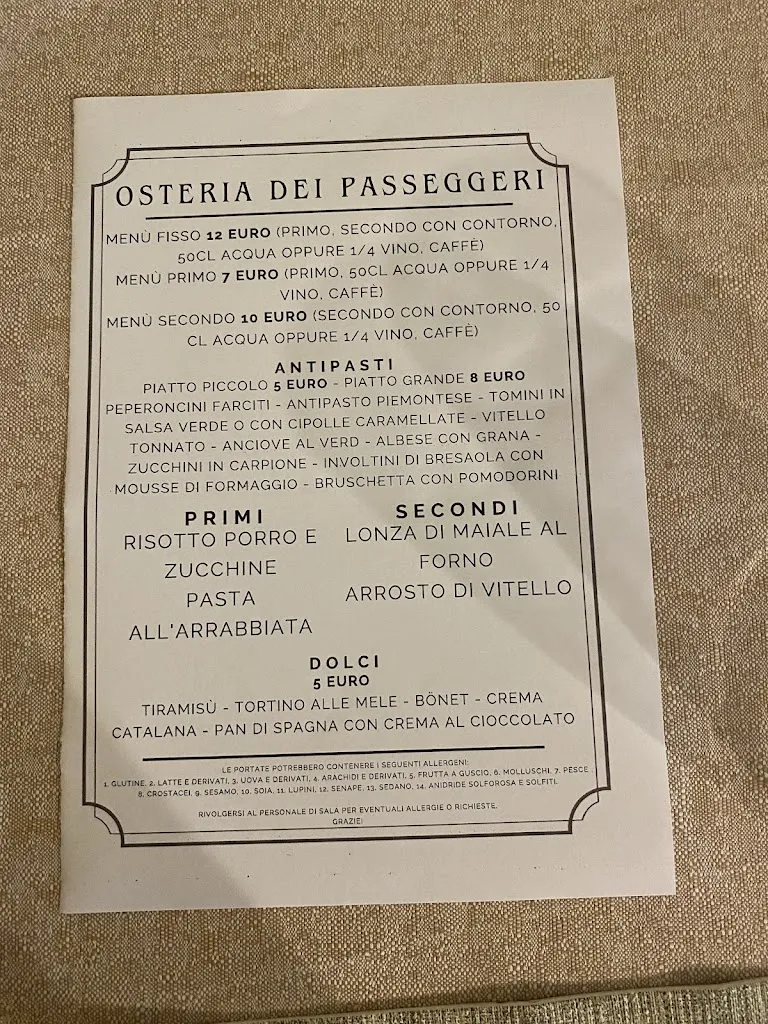 OSTERIA DEI PASSEGGERI
MENÙ FISSO 12 EURO (PRIMO, SECONDO CON CONTORNO,
50CL ACQUA OPPURE 1/4 VINO, CAFFÈ)
MENÙ PRIMO 7 EURO (PRIMO, 50CL ACQUA OPPURE 1/4
VINO, CAFFÈ)
MENÙ SECONDO 10 EURO (SECONDO CON CONTORNO, 50
CL ACQUA OPPURE 1/4 VINO, CAFFÈ)
ANTIPASTI
PIATTO PICCOLO 5 EURO - PIATTO GRANDE 8 EURO
PEPERONCINI FARCITI - ANTIPASTO PIEMONTESE - TOMINI IN
SALSA VERDE O CON CIPOLLE CARAMELLATE - VITELLO
TONNATO - ANCIOVE AL VERD - ALBESE CON GRANA -
ZUCCHINI IN CARPIONE - INVOLTINI DI BRESAOLA CON
MOUSSE DI FORMAGGIO - BRUSCHETTA CON POMODORINI
PRIMI
RISOTTO PORRO E
ZUCCHINE
PASTA
ALL'ARRABBIATA
SECONDI
LONZA DI MAIALE AL
FORNO
ARROSTO DI VITELLO
DOLCI
5 EURO
TIRAMISÙ - TORTINO ALLE MELE - BÖNET - CREMA
CATALANA - PAN DI SPAGNA CON CREMA AL CIOCCOLATO
LE PORTATE POTREBBERO CONTENERE I SEGUENTI ALLERGENI:
1. GLUTINE, 2. LATTE E DERIVATI, 3. UOVA E DERIVATI, 4. ARACHIDI E DERIVATI, 5. FRUTTA A GUSCIO, 6. MOLLUSCHI, 7. PESCE
8. CROSTACEI, 9. SESAMO, 10. SOIA, 11. LUPINI, 12. SENAPE, 13. SEDANO, 14. ANIDRIDE SOLFOROSA E SOLFITI.
RIVOLGERSI AL PERSONALE DI SALA PER EVENTUALI ALLERGIE O RICHIESTE.
GRAZIE!